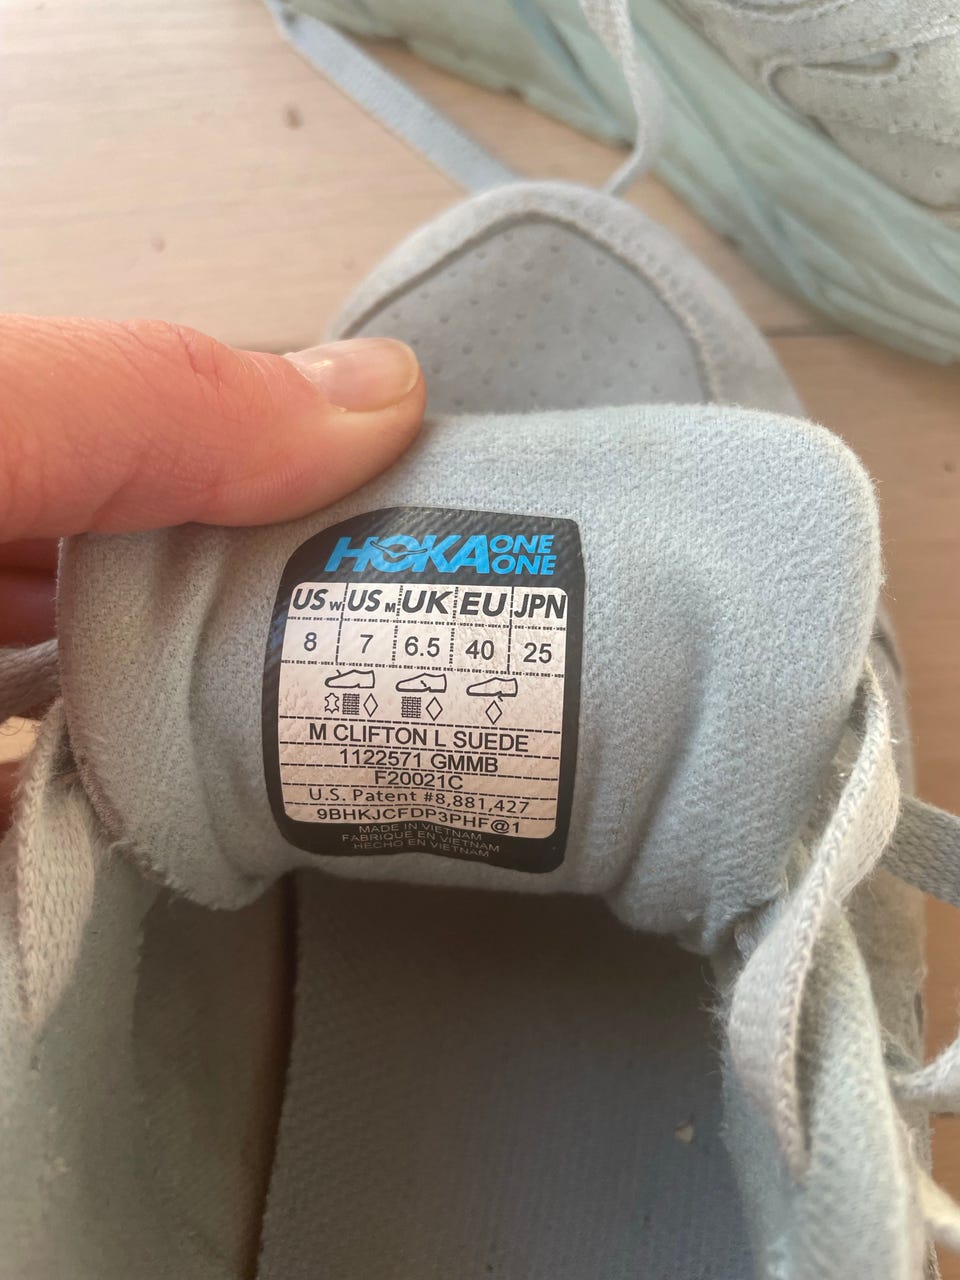 HOKA ONE ONE
US W US M UK EU JPN
8 7 6.5 40 25
M CLIFTON L SUEDE
1122571 GMMB
F20021C
U.S. Patent #8,881,427
9BHKJCFDP3PHF@1
MADE IN VIETNAM
FABRIQUE EN VIETNAM
HECHO EN VIETNAM